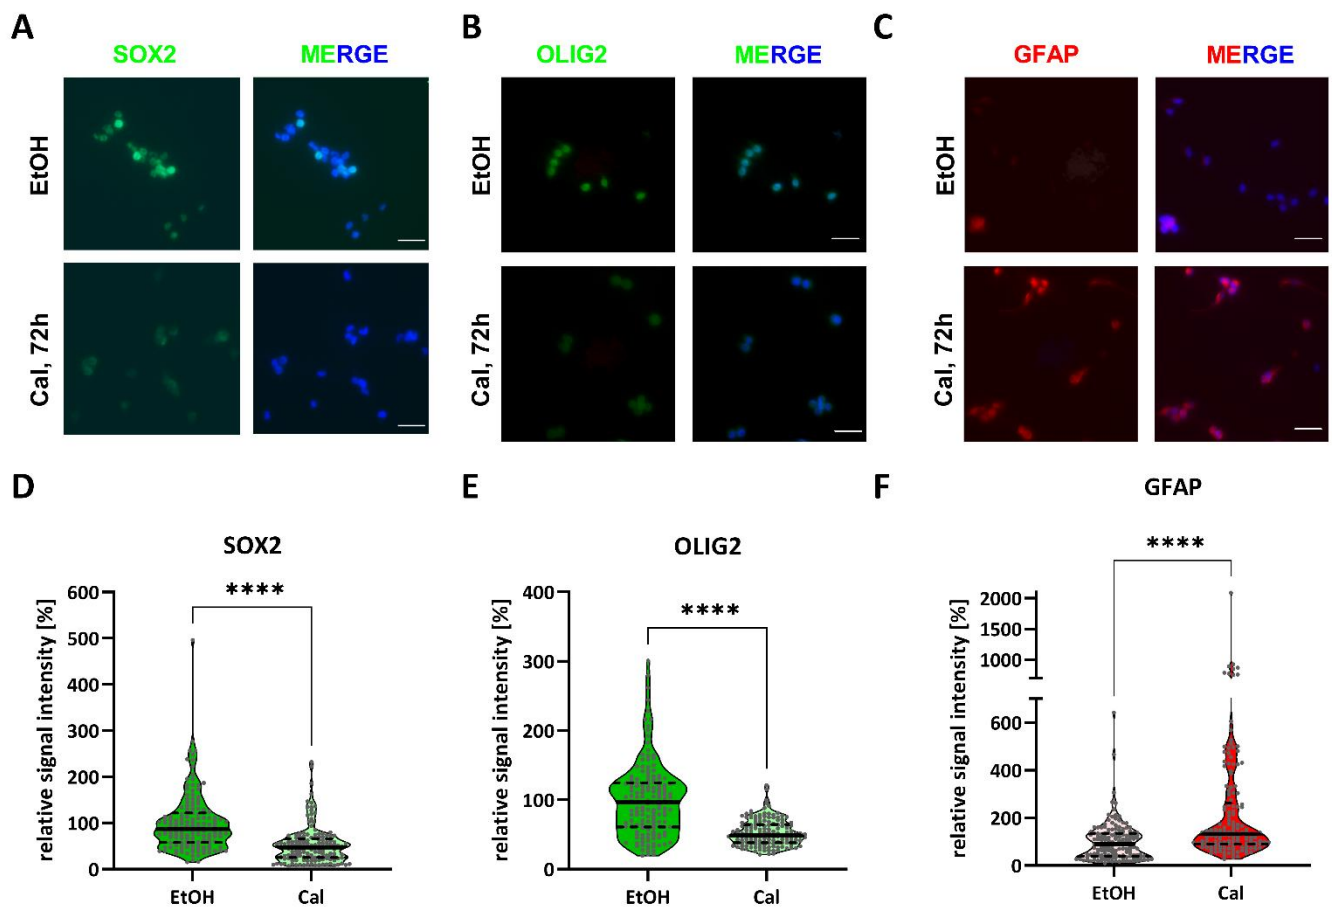 A
B
C
SOX2 MERGE
OLIG2 MERGE
GFAP MERGE
EtOH
EtOH
EtOH
Cal, 72h
Cal, 72h
Cal, 72h
D
E
F
SOX2
OLIG2
GFAP
relative signal intensity [%]
600
500
400
300
200
100
0
****
EtOH Cal
relative signal intensity [%]
400
300
200
100
0
****
EtOH Cal
relative signal intensity [%]
2000
1500
1000
600
400
200
0
****
EtOH Cal